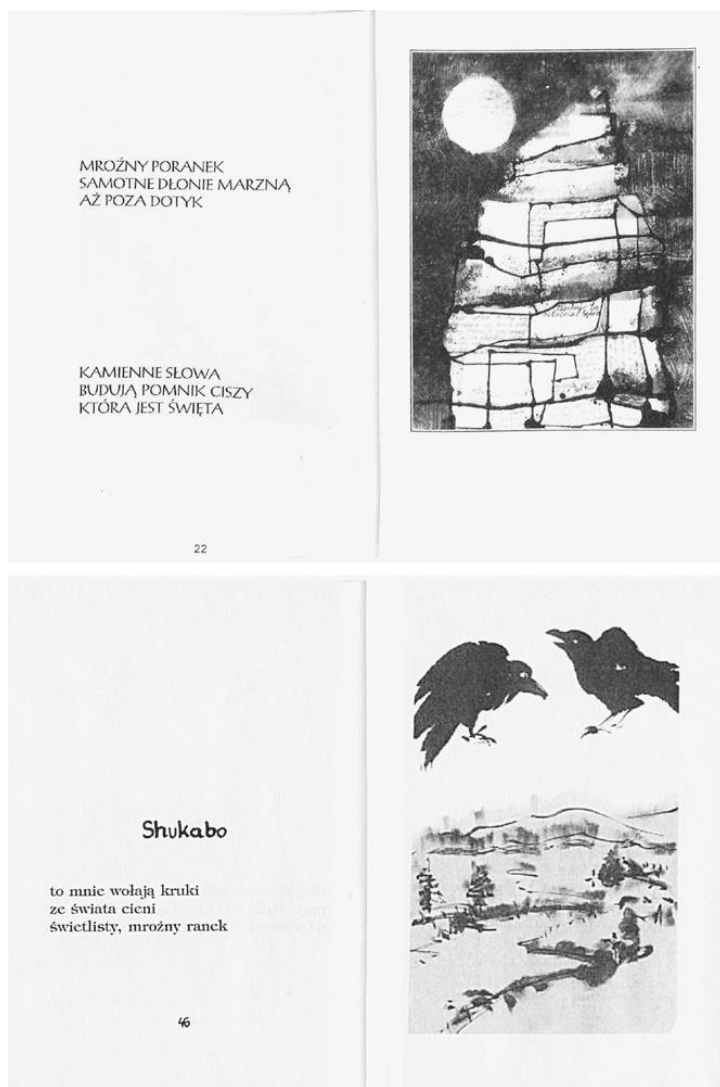 MROŹNY PORANEK
SAMOTNE DŁONIE MARZNĄ
AŻ POZA DOTYK
KAMIENNE SŁOWA
BUDUJĄ POMNIK CISZY
KTÓRA JEST ŚWIĘTA
22
Shukabo
to mnie wołają kruki
ze świata cieni
świetlisty, mroźny ranek
46